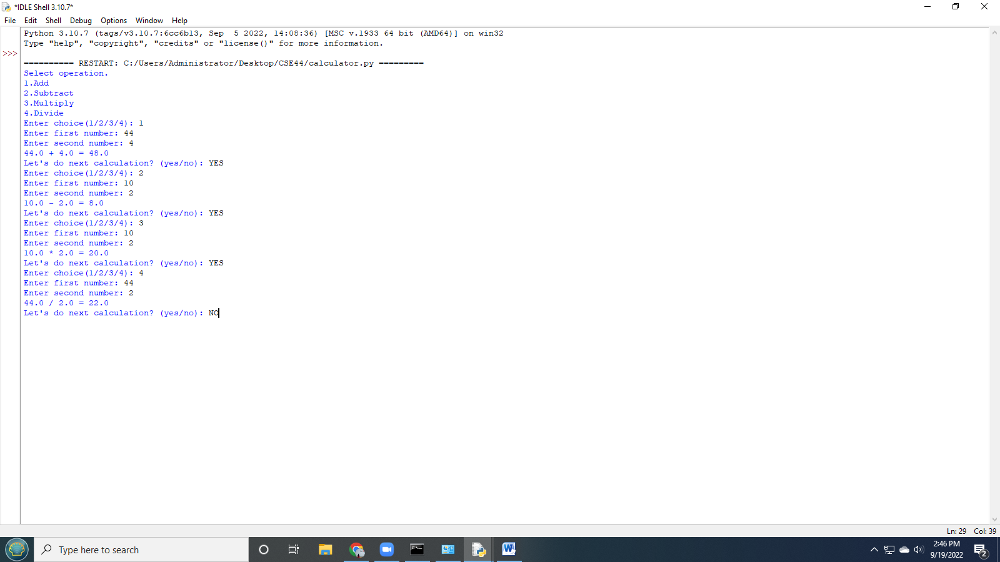 *IDLE Shell 3.10.7*
File Edit Shell Debug Options Window Help
Python 3.10.7 (tags/v3.10.7:6cc6b13, Sep  5 2022, 14:08:36) [MSC v.1933 64 bit (AMD64)] on win32
Type "help", "copyright", "credits" or "license()" for more information.
>>>
========== RESTART: C:/Users/Administrator/Desktop/CSE44/calculator.py =========
Select operation.
1.Add
2.Subtract
3.Multiply
4.Divide
Enter choice(1/2/3/4): 1
Enter first number: 44
Enter second number: 4
44.0 + 4.0 = 48.0
Let's do next calculation? (yes/no): YES
Enter choice(1/2/3/4): 2
Enter first number: 10
Enter second number: 2
10.0 - 2.0 = 8.0
Let's do next calculation? (yes/no): YES
Enter choice(1/2/3/4): 3
Enter first number: 10
Enter second number: 2
10.0 * 2.0 = 20.0
Let's do next calculation? (yes/no): YES
Enter choice(1/2/3/4): 4
Enter first number: 44
Enter second number: 2
44.0 / 2.0 = 22.0
Let's do next calculation? (yes/no): NO
Ln: 29 Col: 39
Type here to search
2:46 PM
9/19/2022
2